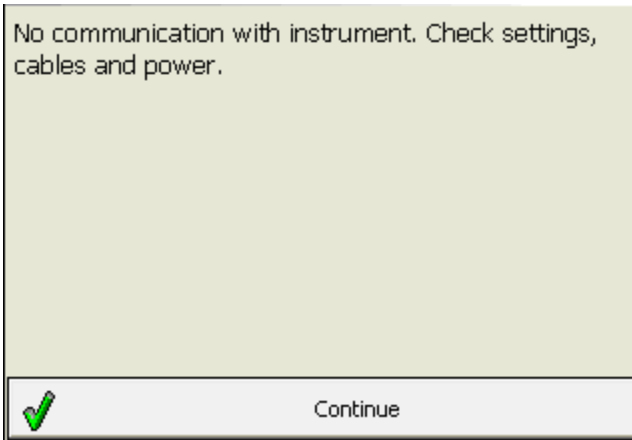 No communication with instrument. Check settings,
cables and power.
Continue